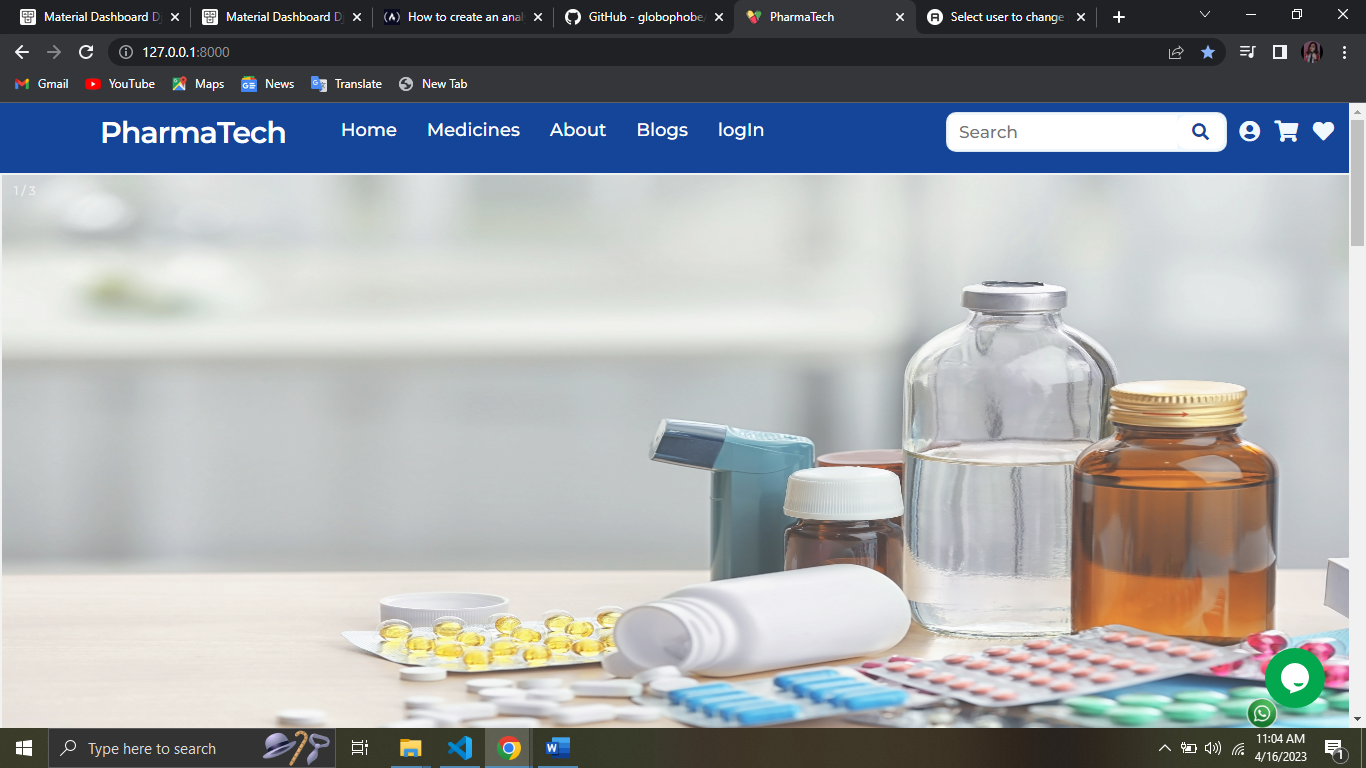 Material Dashboard D
Material Dashboard D
How to create an anal
GitHub - globophobe
PharmaTech
Select user to change
127.0.0.1:8000
Gmail
YouTube
Maps
News
Translate
New Tab
PharmaTech
Home
Medicines
About
Blogs
logIn
Search
1 / 3
Type here to search
11:04 AM
4/16/2023
1